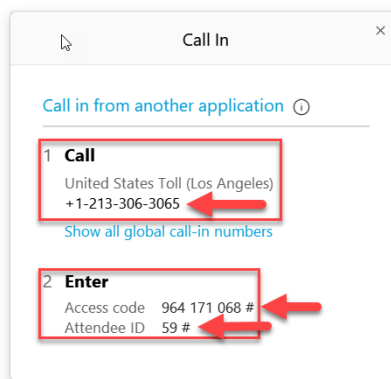 Call In
Call in from another application
1 Call
United States Toll (Los Angeles)
+1-213-306-3065
Show all global call-in numbers
2 Enter
Access code 964 171 068 #
Attendee ID 59 #